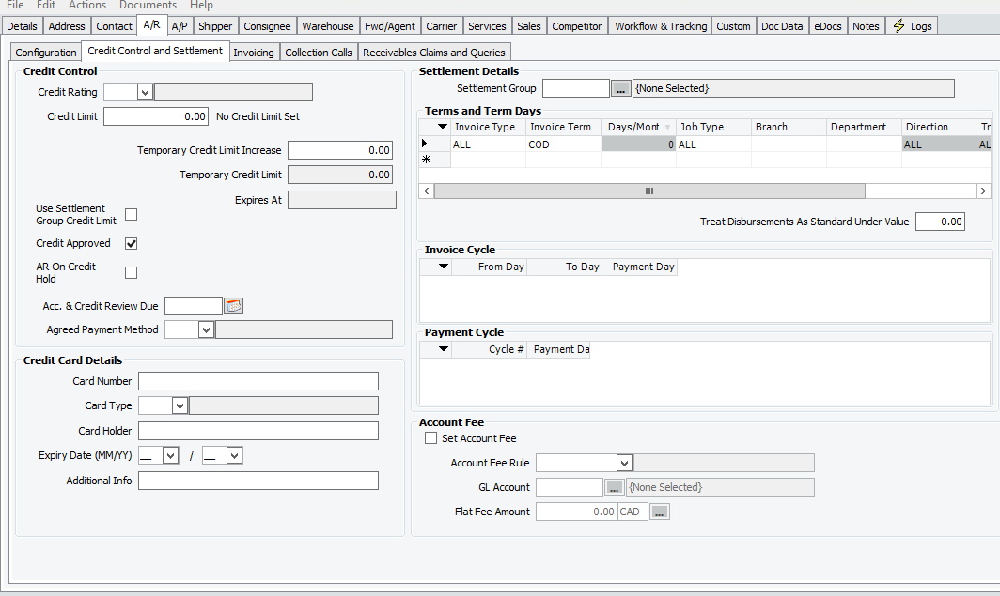 File Edit Actions Documents Help
Details Address Contact A/R A/P Shipper Consignee Warehouse Fwd/Agent Carrier Services Sales Competitor Workflow & Tracking Custom Doc Data eDocs Notes Logs
Configuration Credit Control and Settlement Invoicing Collection Calls Receivables Claims and Queries
Credit Control
Credit Rating
Credit Limit 0.00 No Credit Limit Set
Temporary Credit Limit Increase 0.00
Temporary Credit Limit 0.00
Expires At
Use Settlement
Group Credit Limit
Credit Approved
AR On Credit
Hold
Acc. & Credit Review Due
Agreed Payment Method
Credit Card Details
Card Number
Card Type
Card Holder
Expiry Date (MM/YY) __ / __
Additional Info
Settlement Details
Settlement Group ... {None Selected}
Terms and Term Days
Invoice Type Invoice Term Days/Mont Job Type Branch Department Direction Tr
ALL COD 0 ALL ALL AL
Treat Disbursements As Standard Under Value 0.00
Invoice Cycle
From Day To Day Payment Day
Payment Cycle
Cycle # Payment Da
Account Fee
Set Account Fee
Account Fee Rule
GL Account ... {None Selected}
Flat Fee Amount 0.00 CAD ...